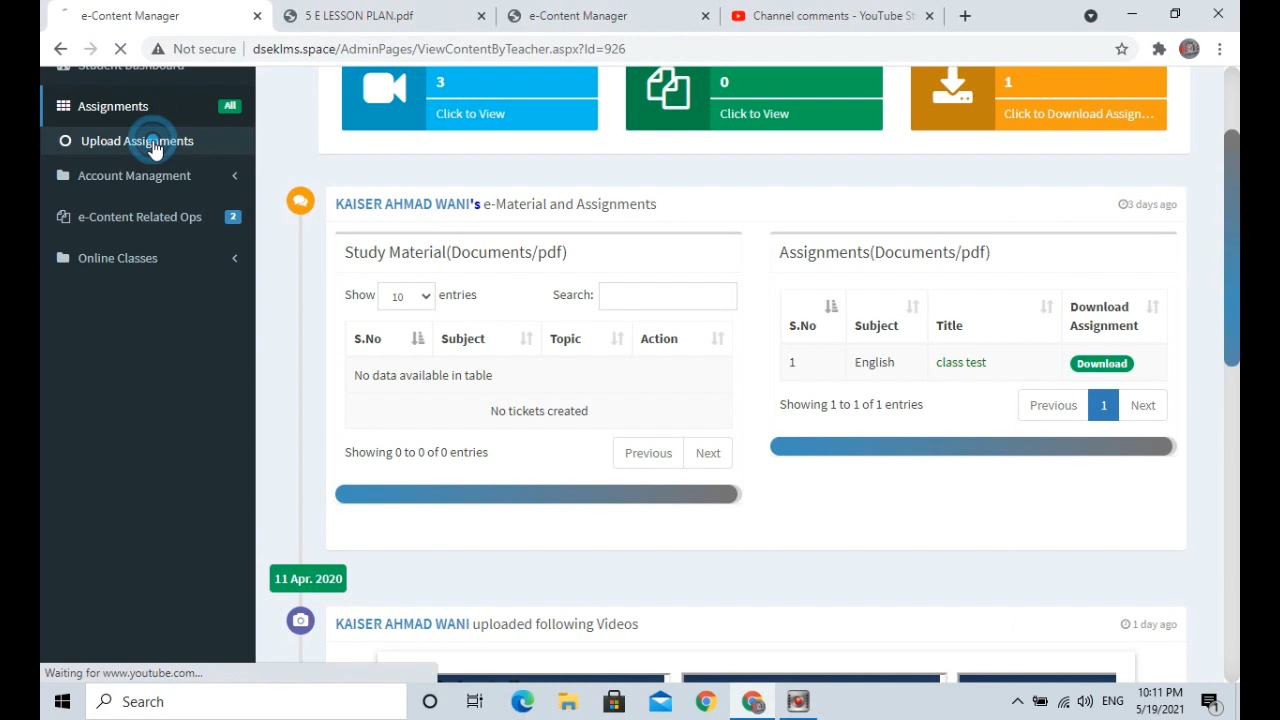 e-Content Manager
5 E LESSON PLAN.pdf
e-Content Manager
Channel comments - YouTube St
Not secure
dseklms.space/AdminPages/ViewContentByTeacher.aspx?Id=926
Student Dashboard
Assignments
All
Upload Assignments
Account Managment
e-Content Related Ops
2
Online Classes
3
Click to View
0
Click to View
1
Click to Download Assign...
KAISER AHMAD WANI's e-Material and Assignments
3 days ago
Study Material(Documents/pdf)
Show 10 entries
Search:
S.No Subject Topic Action
No data available in table
No tickets created
Showing 0 to 0 of 0 entries
Previous Next
Assignments(Documents/pdf)
S.No Subject Title Download Assignment
1 English class test Download
Showing 1 to 1 of 1 entries
Previous 1 Next
11 Apr. 2020
KAISER AHMAD WANI uploaded following Videos
1 day ago
Waiting for www.youtube.com...
Search
ENG
10:11 PM
5/19/2021
1